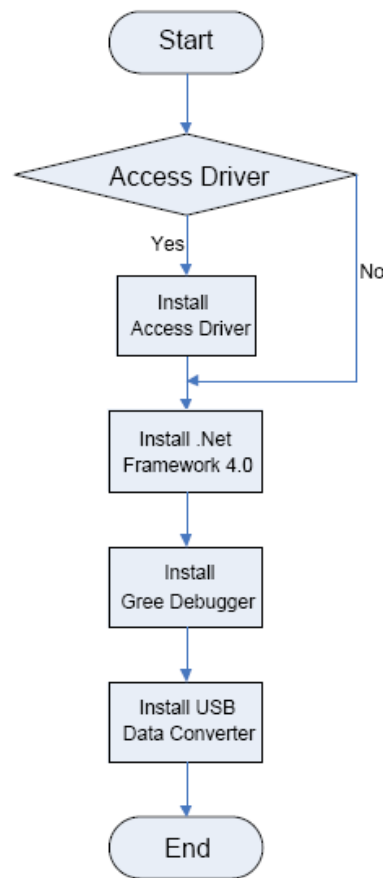 Start
Access Driver
Yes
No
Install
Access Driver
Install .Net
Framework 4.0
Install
Gree Debugger
Install USB
Data Converter
End